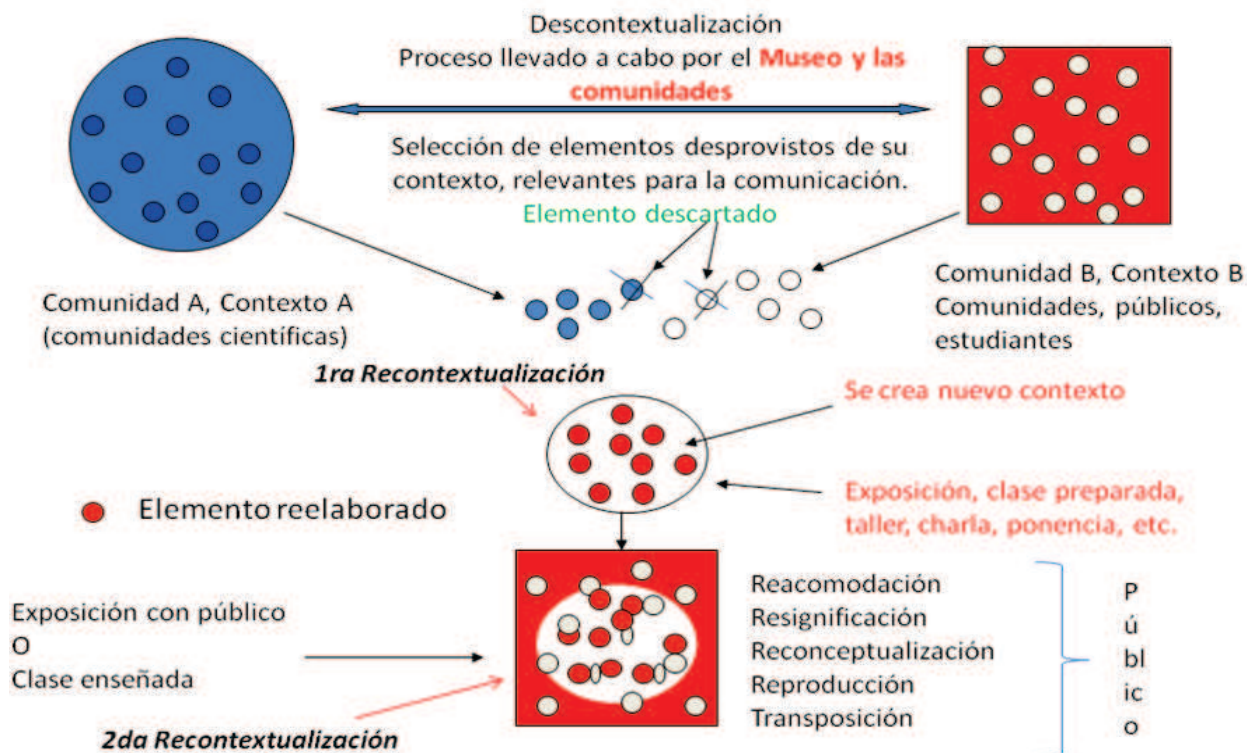 Descontextualización
Proceso llevado a cabo por el Museo y las
comunidades
Selección de elementos desprovistos de su
contexto, relevantes para la comunicación.
Elemento descartado
Comunidad A, Contexto A
(comunidades científicas)
Comunidad B, Contexto B
Comunidades, públicos,
estudiantes
1ra Recontextualización
Se crea nuevo contexto
Exposición, clase preparada,
taller, charla, ponencia, etc.
Elemento reelaborado
Exposición con público
O
Clase enseñada
2da Recontextualización
Reacomodación
Resignificación
Reconceptualización
Reproducción
Transposición
P
ú
bl
ic
o